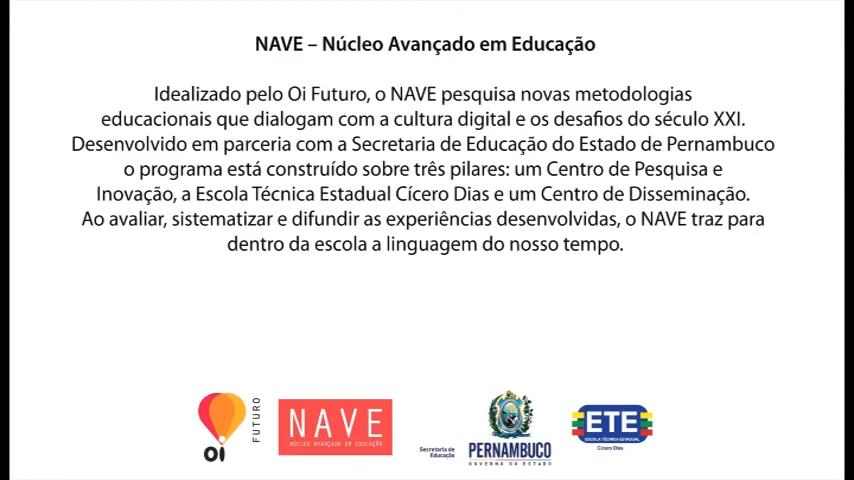 NAVE – Núcleo Avançado em Educação
Idealizado pelo Oi Futuro, o NAVE pesquisa novas metodologias
educacionais que dialogam com a cultura digital e os desafios do século XXI.
Desenvolvido em parceria com a Secretaria de Educação do Estado de Pernambuco
o programa está construído sobre três pilares: um Centro de Pesquisa e
Inovação, a Escola Técnica Estadual Cícero Dias e um Centro de Disseminação.
Ao avaliar, sistematizar e difundir as experiências desenvolvidas, o NAVE traz para
dentro da escola a linguagem do nosso tempo.
oi
FUTURO
NAVE
NÚCLEO AVANÇADO EM EDUCAÇÃO
Secretaria de
Educação
PERNAMBUCO
GOVERNO DO ESTADO
ETE
ESCOLA TÉCNICA ESTADUAL
Cícero Dias